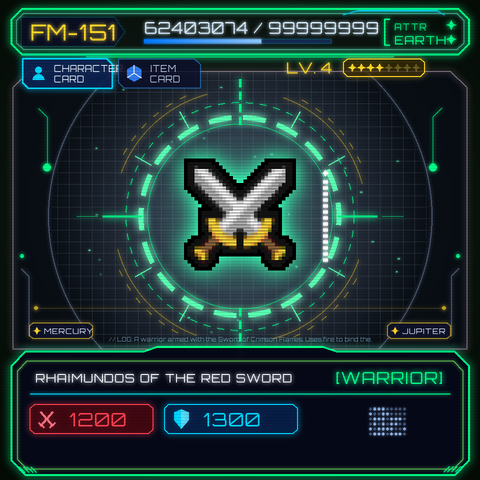 FM-151
62403074 / 99999999
ATTR
EARTH
CHARACTER
CARD
ITEM
CARD
LV.4
MERCURY
JUPITER
// LOG: A warrior armed with the Sword of Crimson Flames. Uses fire to bind the
RHAIMUNDOS OF THE RED SWORD
[WARRIOR]
1200
1300